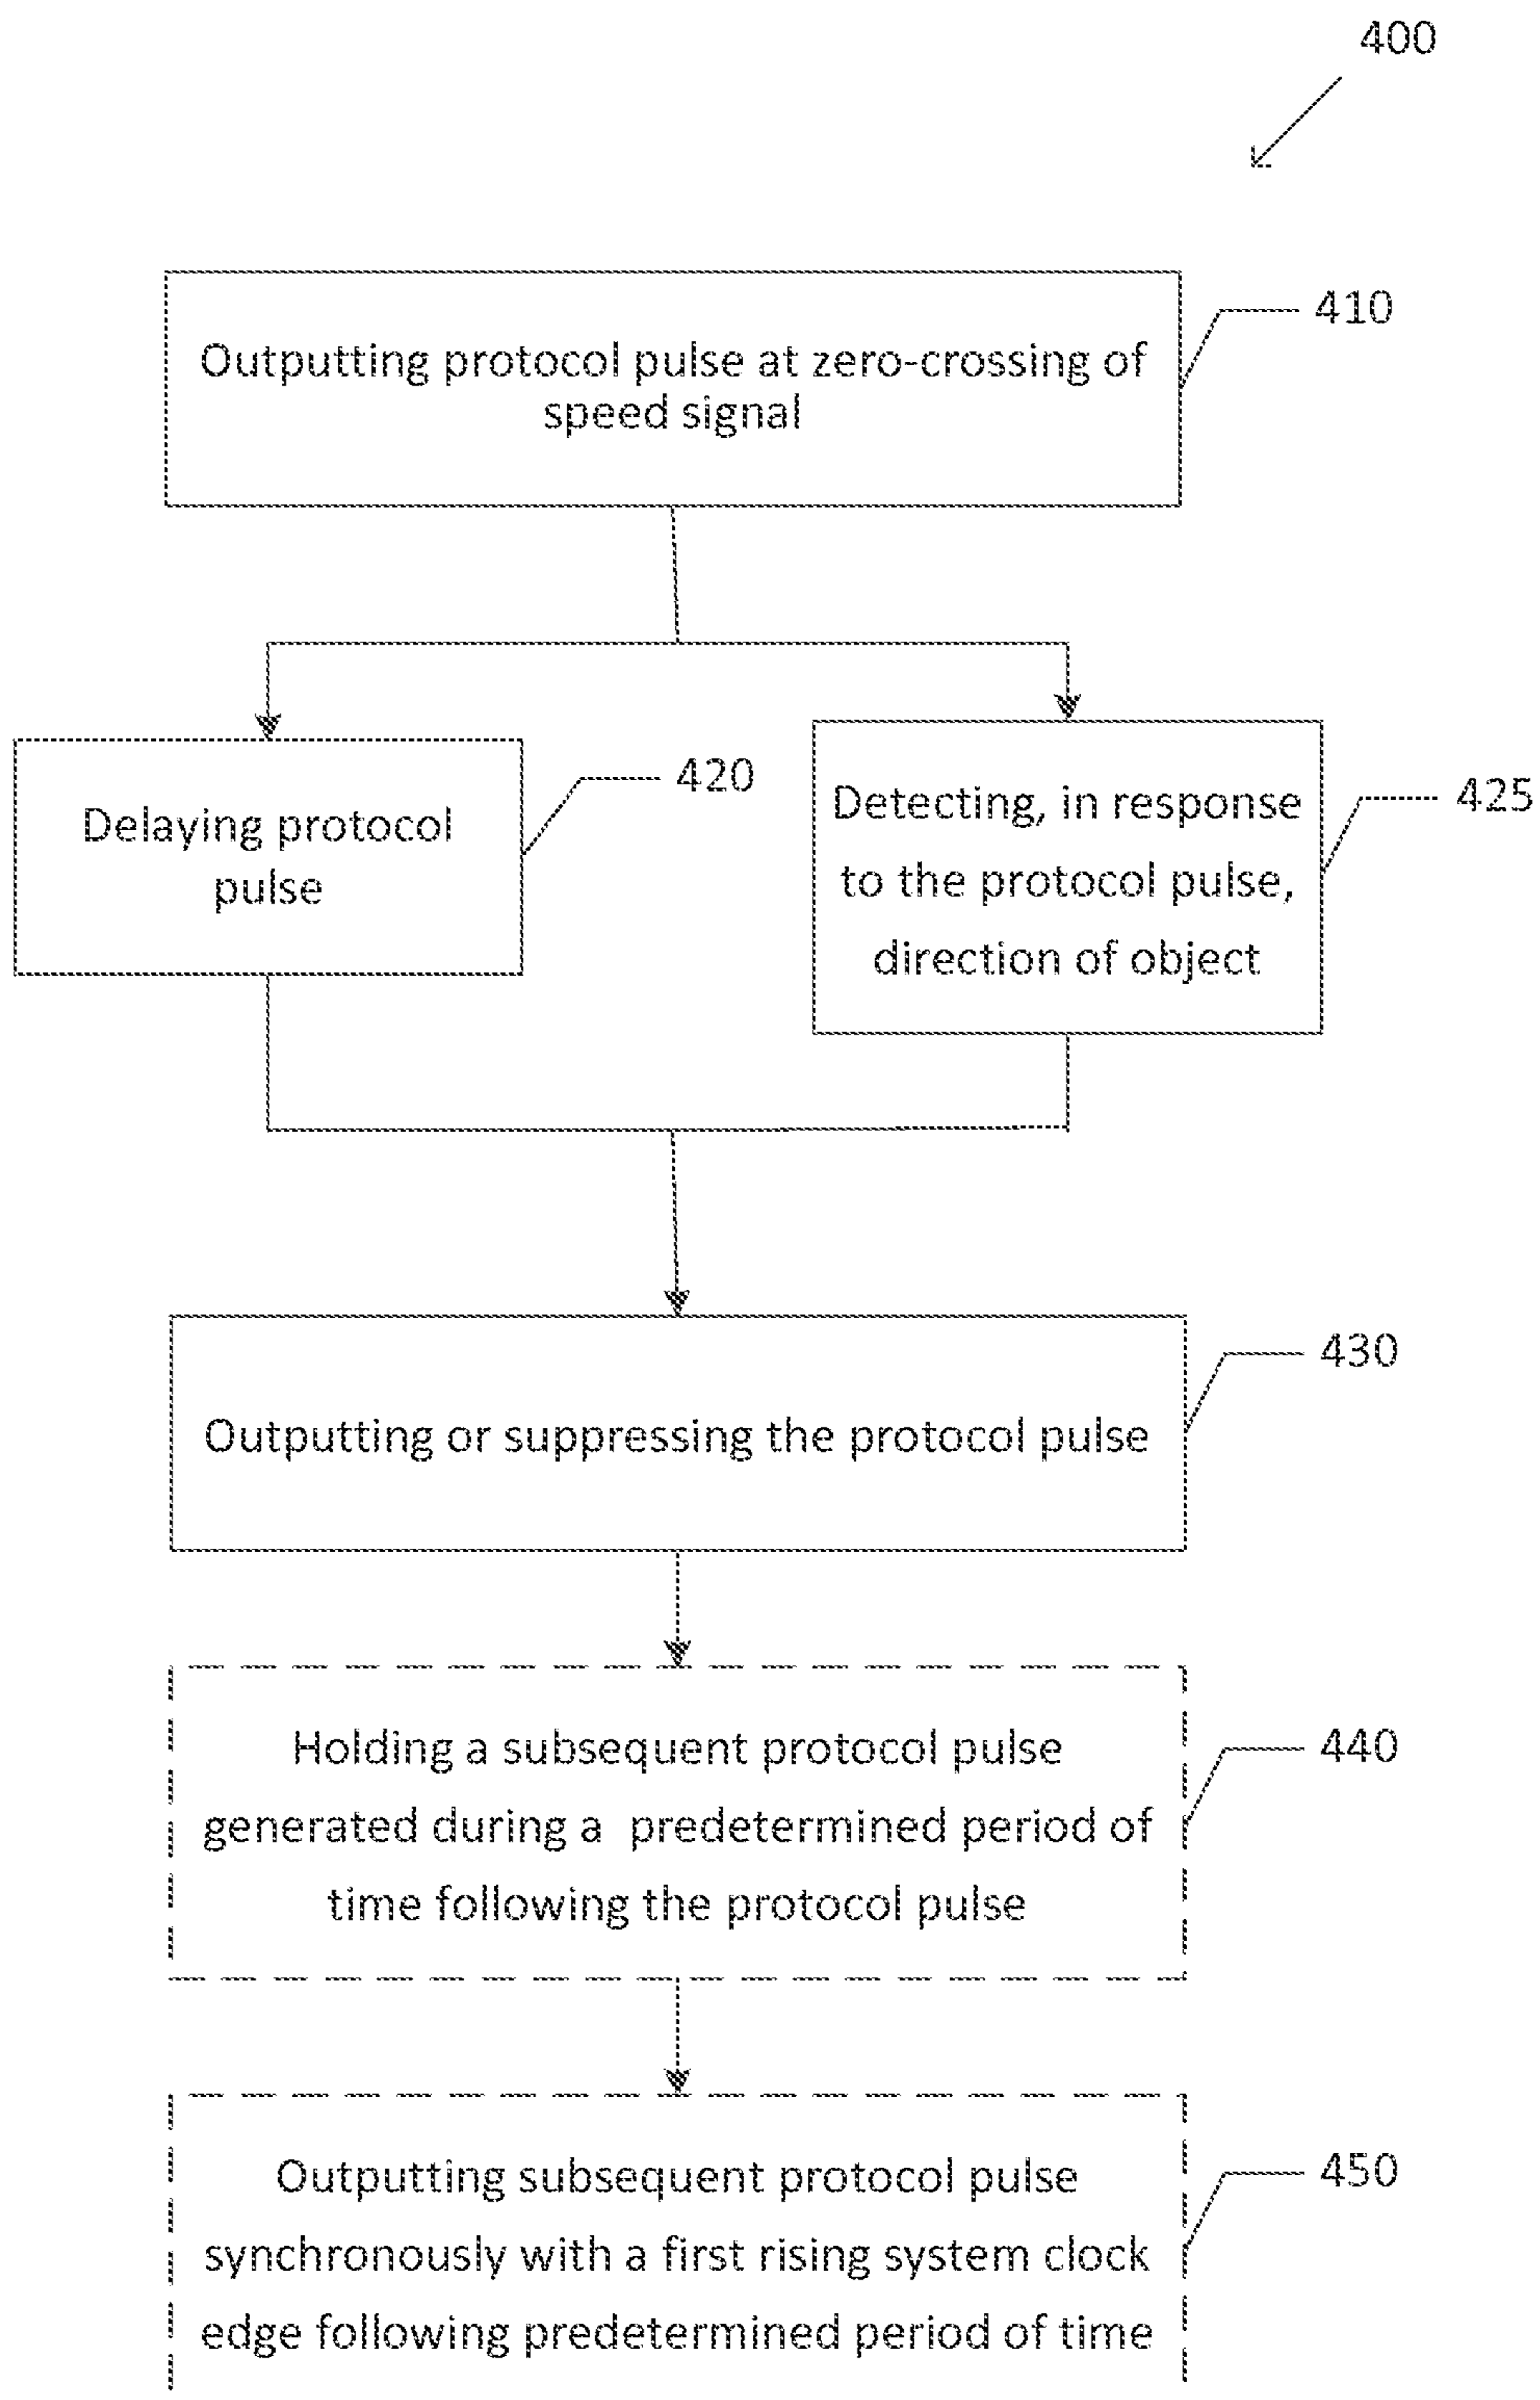 400
410
Outputting protocol pulse at zero-crossing of
speed signal
420
Delaying protocol
pulse
425
Detecting, in response
to the protocol pulse,
direction of object
430
Outputting or suppressing the protocol pulse
440
Holding a subsequent protocol pulse
generated during a predetermined period of
time following the protocol pulse
450
Outputting subsequent protocol pulse
synchronously with a first rising system clock
edge following predetermined period of time